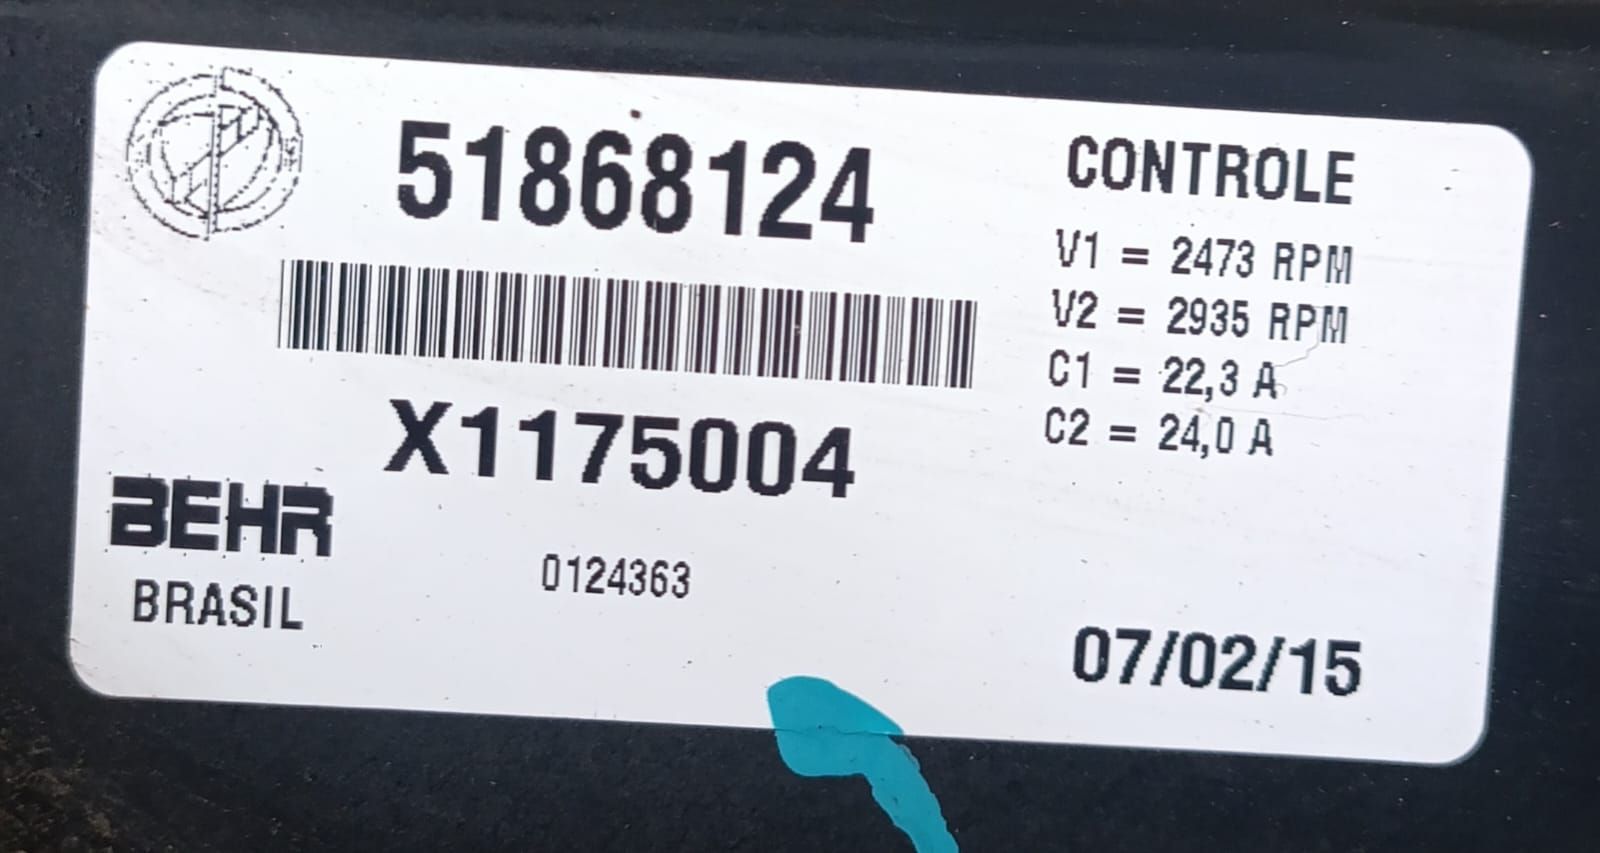 51868124
X1175004
BEHR
BRASIL
0124363
CONTROLE
V1 = 2473 RPM
V2 = 2935 RPM
C1 = 22,3 A
C2 = 24,0 A
07/02/15